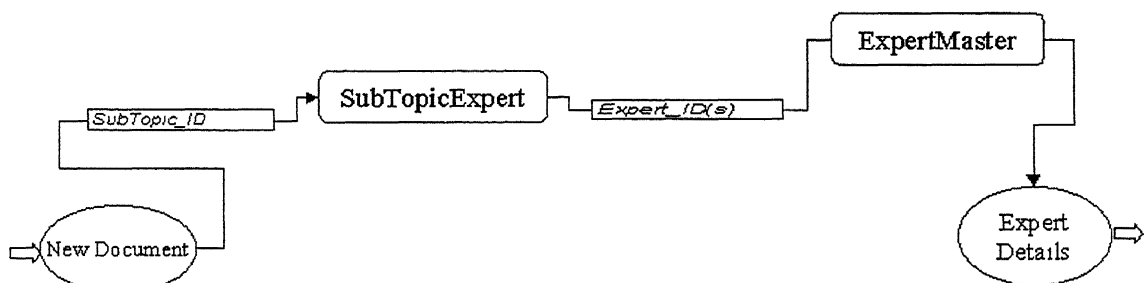 ExpertMaster
SubTopicExpert
SubTopic_ID
Expert_ID(s)
New Document
Expert
Details